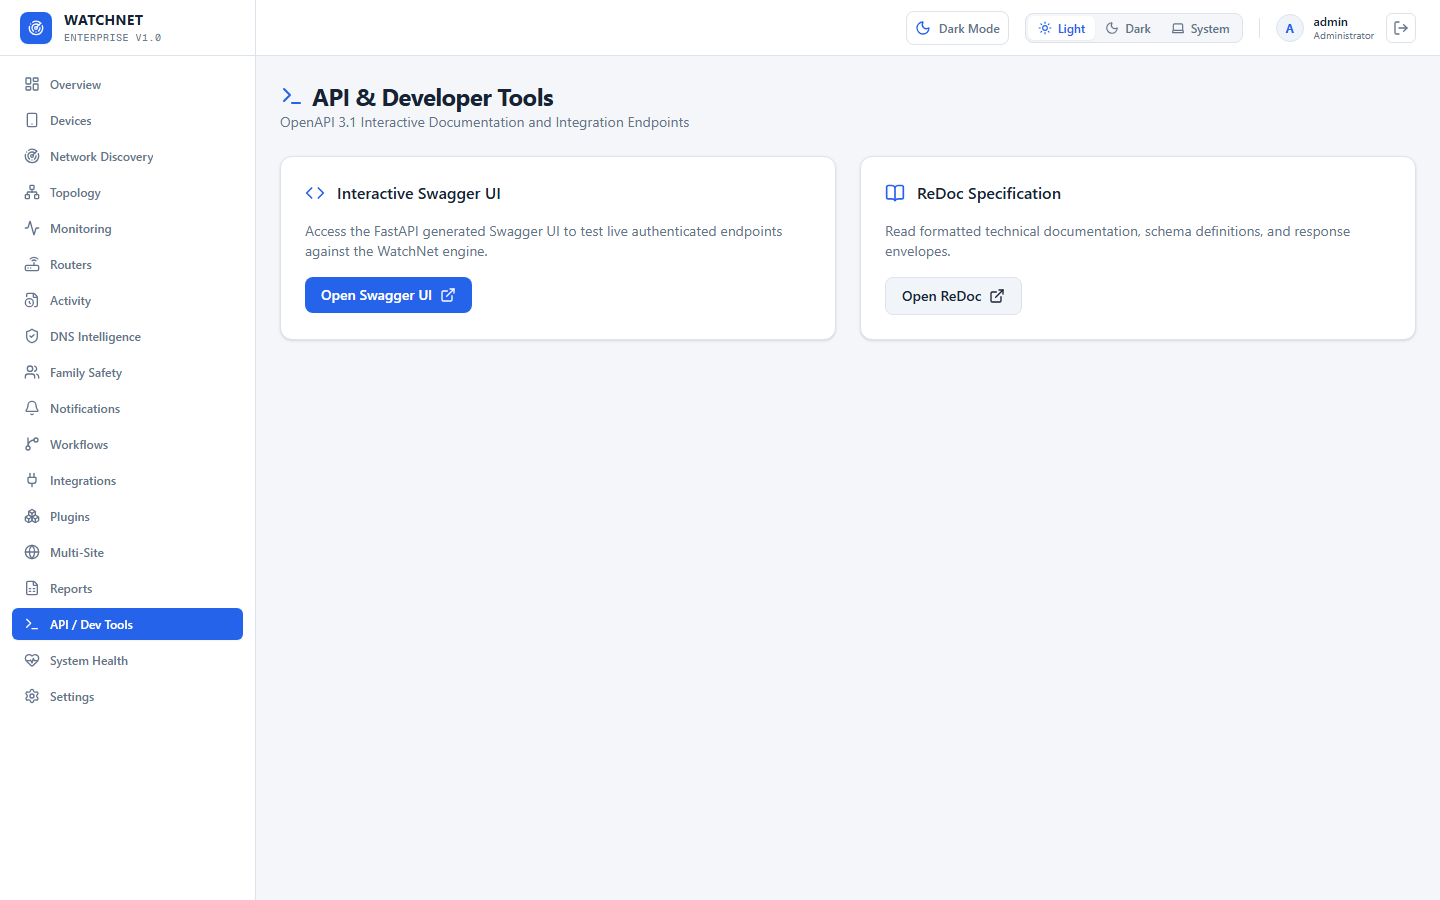 WATCHNET
ENTERPRISE V1.0
Dark Mode
Light
Dark
System
A
admin
Administrator
Overview
Devices
Network Discovery
Topology
Monitoring
Routers
Activity
DNS Intelligence
Family Safety
Notifications
Workflows
Integrations
Plugins
Multi-Site
Reports
API / Dev Tools
System Health
Settings
API & Developer Tools
OpenAPI 3.1 Interactive Documentation and Integration Endpoints
Interactive Swagger UI
Access the FastAPI generated Swagger UI to test live authenticated endpoints
against the WatchNet engine.
Open Swagger UI
ReDoc Specification
Read formatted technical documentation, schema definitions, and response
envelopes.
Open ReDoc